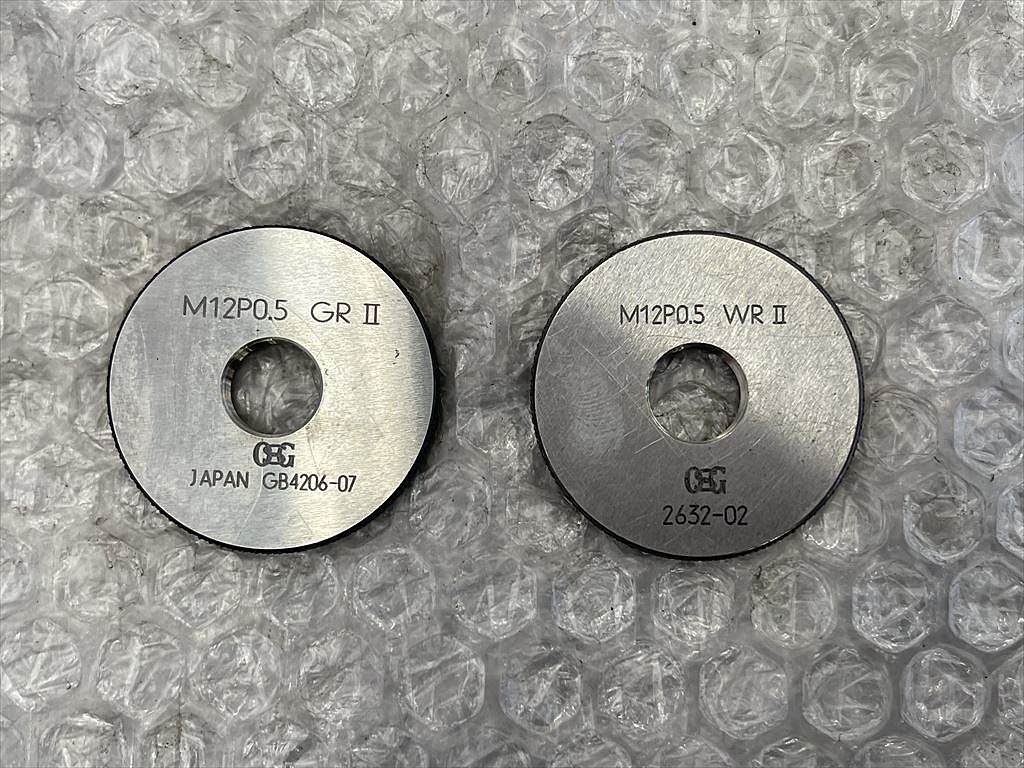 M12P0.5 GR Ⅱ
OSG
JAPAN GB4206-07
M12P0.5 WR Ⅱ
OSG
2632-02